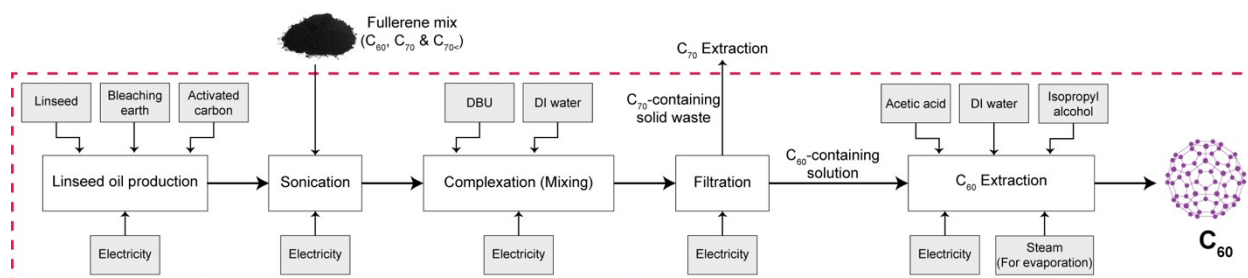 Fullerene mix
(C₆₀, C₇₀ & C₇₀<)
C₇₀ Extraction
Linseed
Bleaching
earth
Activated
carbon
DBU
DI water
C₇₀-containing
solid waste
Acetic acid
DI water
Isopropyl
alcohol
Linseed oil production
Sonication
Complexation (Mixing)
Filtration
C₆₀-containing
solution
C₆₀ Extraction
C₆₀
Electricity
Electricity
Electricity
Electricity
Electricity
Steam
(For evaporation)